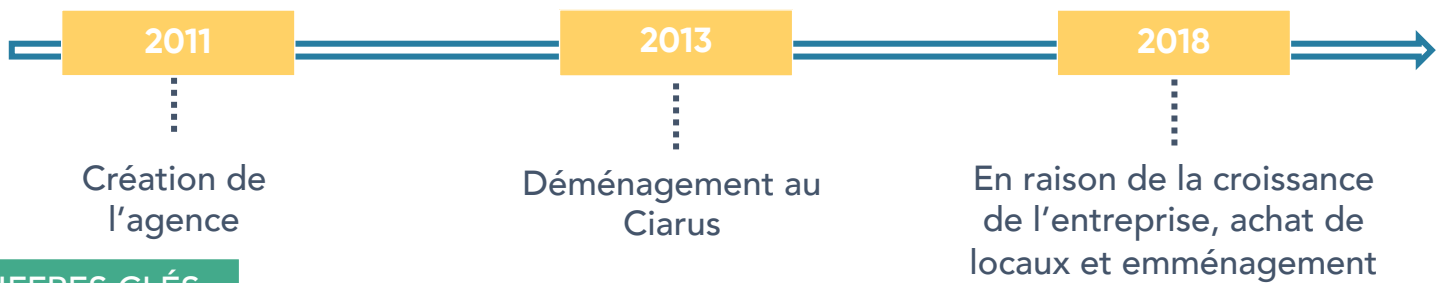 2011
2013
2018
Création de
l’agence
Déménagement au
Ciarus
En raison de la croissance
de l’entreprise, achat de
locaux et emménagement
CLÉS